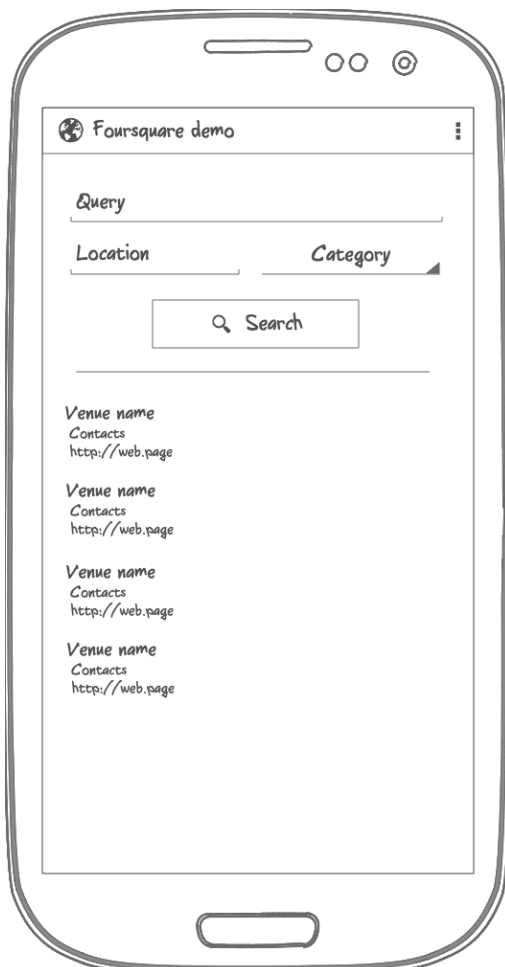 Foursquare demo
Query
Location Category
Search
Venue name
Contacts
http://web.page
Venue name
Contacts
http://web.page
Venue name
Contacts
http://web.page
Venue name
Contacts
http://web.page